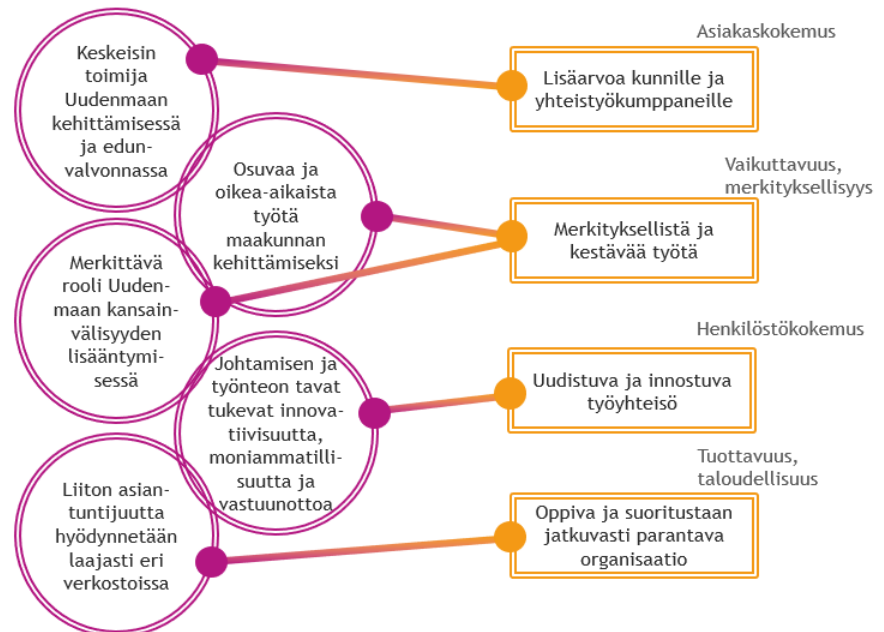 Keskeisin
toimija
Uudenmaan
kehittämisessä
ja edun-
valvonnassa
Osuvaa ja
oikea-aikaista
työtä
maakunnan
kehittämiseksi
Merkittävä
rooli Uuden-
maan kansain-
välisyyden
lisääntymi-
sessä
Johtamisen ja
työnteon tavat
tukevat innova-
tiivisuutta,
moniammatilli-
suutta ja
vastuunottoa
Liiton asian-
tuntijuutta
hyödynnetään
laajasti eri
verkostoissa
Asiakaskokemus
Lisäarvoa kunnille ja
yhteistyökumppaneille
Vaikuttavuus,
merkityksellisyys
Merkityksellistä ja
kestävää työtä
Henkilöstökokemus
Uudistuva ja innostuva
työyhteisö
Tuottavuus,
taloudellisuus
Oppiva ja suoritustaan
jatkuvasti parantava
organisaatio